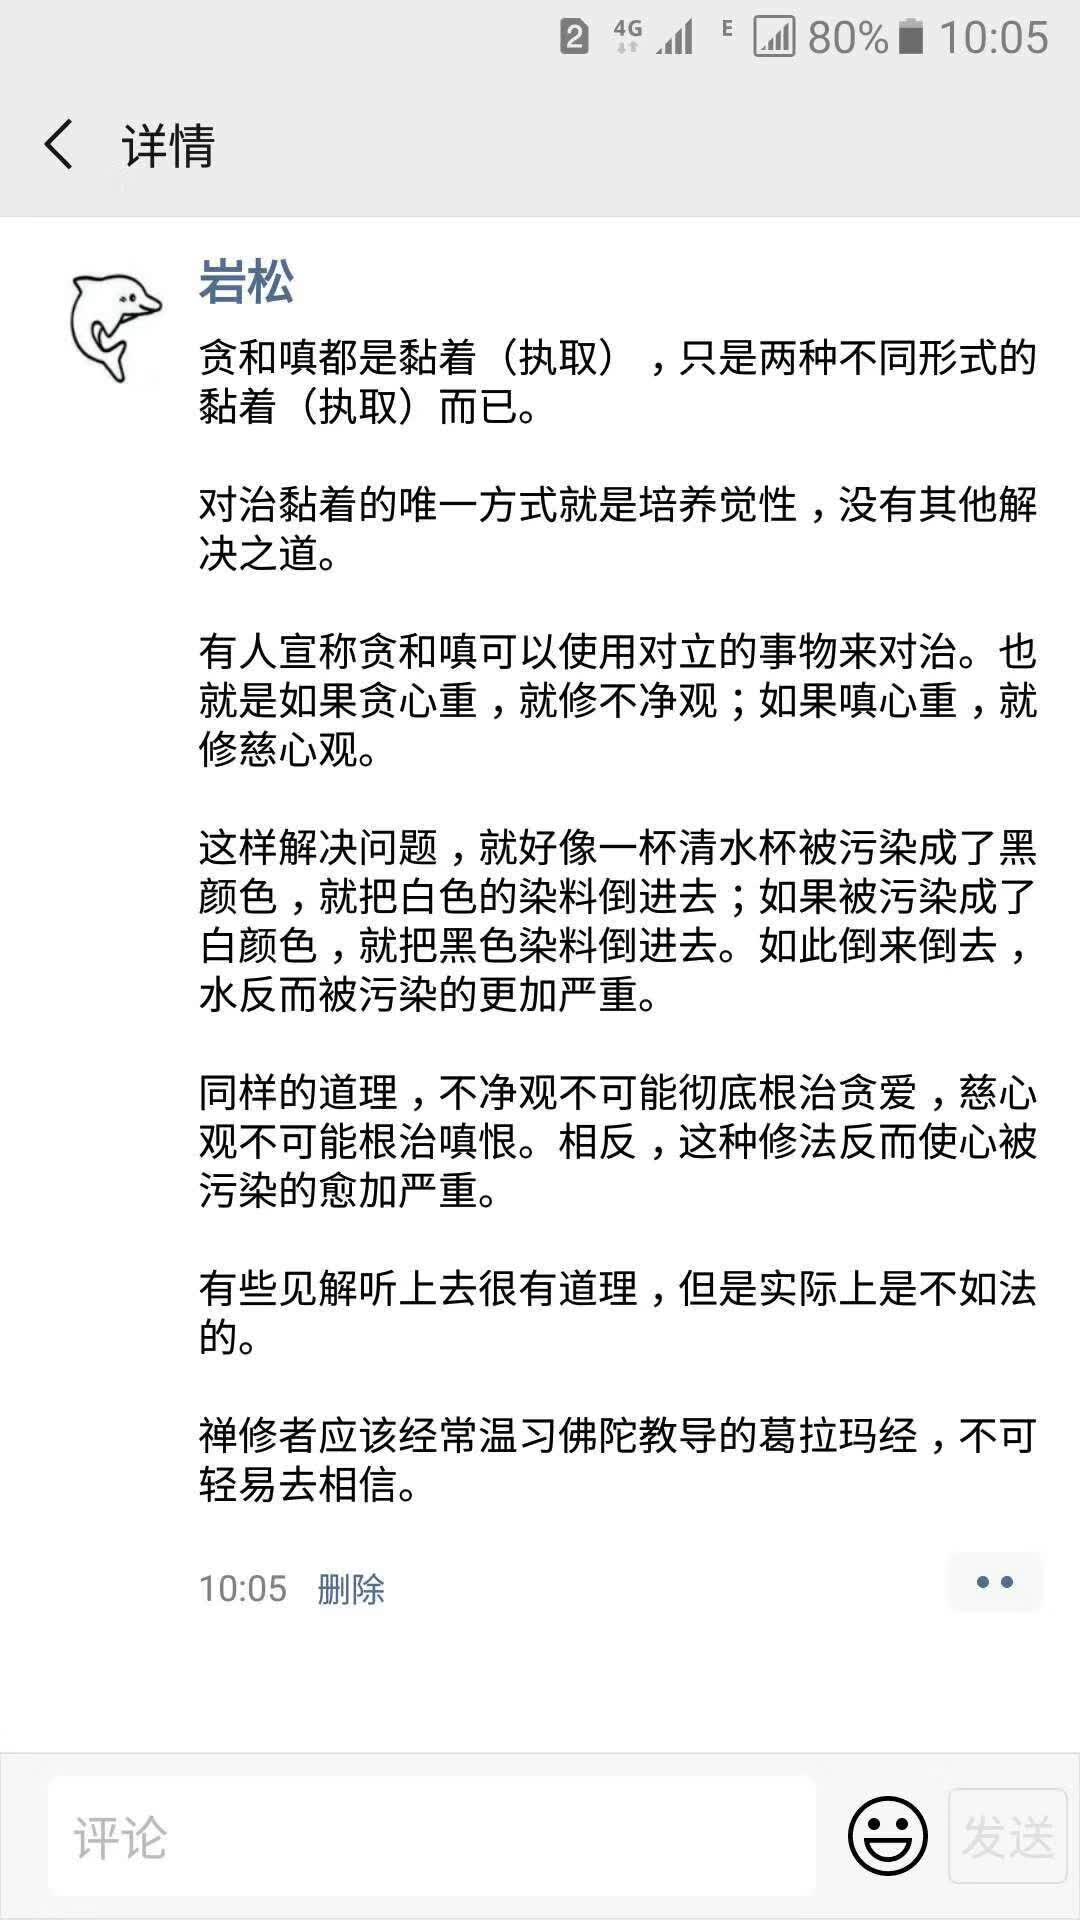 2 4G E 80% 10:05
详情
岩松
贪和嗔都是黏着（执取），只是两种不同形式的
黏着（执取）而已。
对治黏着的唯一方式就是培养觉性，没有其他解
决之道。
有人宣称贪和嗔可以使用对立的事物来对治。也
就是如果贪心重，就修不净观；如果嗔心重，就
修慈心观。
这样解决问题，就好像一杯清水杯被污染成了黑
颜色，就把白色的染料倒进去；如果被污染成了
白颜色，就把黑色染料倒进去。如此倒来倒去，
水反而被污染的更加严重。
同样的道理，不净观不可能彻底根治贪爱，慈心
观不可能根治嗔恨。相反，这种修法反而使心被
污染的愈加严重。
有些见解听上去很有道理，但是实际上是不如法
的。
禅修者应该经常温习佛陀教导的葛拉玛经，不可
轻易去相信。
10:05 删除
评论 发送